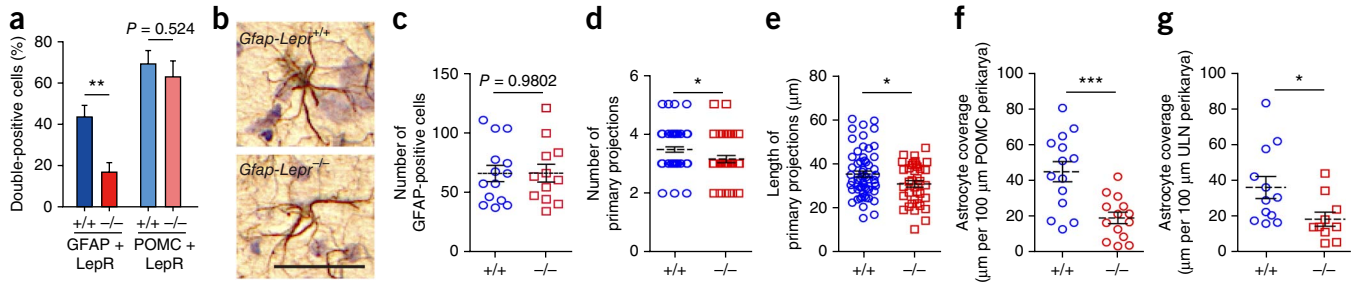 a
Double-positive cells (%)
80
60
40
20
0
**
P = 0.524
+/+ –/– +/+ –/–
GFAP + LepR
POMC + LepR
b
Gfap-Lepr+/+
Gfap-Lepr–/–
c
Number of
GFAP-positive cells
150
100
50
0
P = 0.9802
+/+ –/–
d
Number of
primary projections
6
4
2
0
*
+/+ –/–
e
Length of
primary projections (μm)
80
60
40
20
0
*
+/+ –/–
f
Astrocyte coverage
(μm per 100 μm POMC perikarya)
100
80
60
40
20
0
***
+/+ –/–
g
Astrocyte coverage
(μm per 100 μm ULN perikarya)
100
80
60
40
20
0
*
+/+ –/–